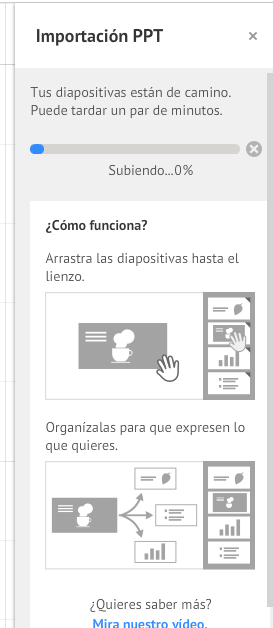 Importación PPT
Tus diapositivas están de camino.
Puede tardar un par de minutos.
Subiendo...0%
¿Cómo funciona?
Arrastra las diapositivas hasta el
lienzo.
Organízalas para que expresen lo
que quieres.
¿Quieres saber más?
Mira nuestro vídeo.